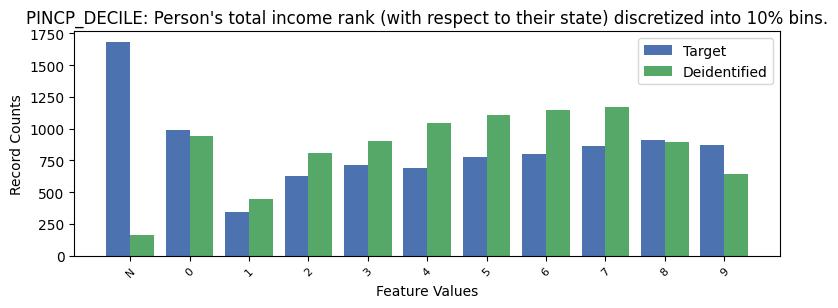 PINCP_DECILE: Person's total income rank (with respect to their state) discretized into 10% bins.
1750
1500
1250
1000
750
500
250
0
Record Counts
Target
Deidentified
N 0 1 2 3 4 5 6 7 8 9
Feature Values